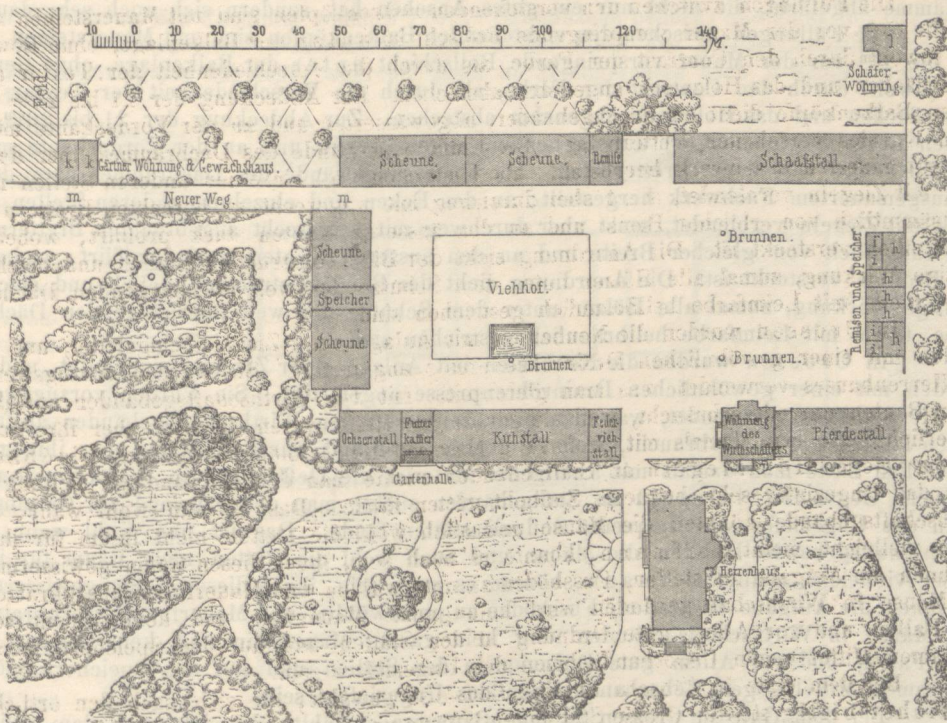 10 0 10 20 30 40 50 60 70 80 90 100 120 140 M.
Feld.
l
Schäfer-
Wohnung
k k
Gärtner Wohnung & Gewächshaus.
Scheune.
Scheune.
Remise
Schaafstall.
m
Neuer Weg.
m
Scheune.
Speicher
Scheune.
Viehhof.
Brunnen.
Brunnen
Brunnen.
Remisen und Speicher
i h
i
h
h
h
i h
i
Ochsenstall
Futter
kamer
Kuhstall
Feder
vieh
stall.
Wohnung
des
Wirthschafters
Pferdestall.
Gartenhalle.
Herrenhaus.